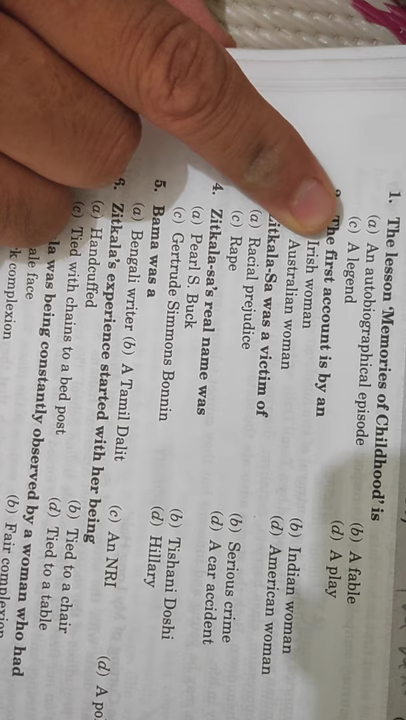 1. The lesson 'Memories of Childhood' is
(a) An autobiographical episode (b) A fable
(c) A legend (d) A play
The first account is by an
Irish woman (b) Indian woman
Australian woman (d) American woman
itkala-Sa was a victim of
(a) Racial prejudice (b) Serious crime
(c) Rape (d) A car accident
4. Zitkala-sa's real name was
(a) Pearl S. Buck (b) Tishani Doshi
(c) Gertrude Simmons Bonnin (d) Hillary
5. Bama was a
(a) Bengali writer (b) A Tamil Dalit (c) An NRI (d) A po
6. Zitkala's experience started with her being
(a) Handcuffed (b) Tied to a chair
(c) Tied with chains to a bed post (d) Tied to a table
la was being constantly observed by a woman who had
ale face (b) Fair complexion
k complexion